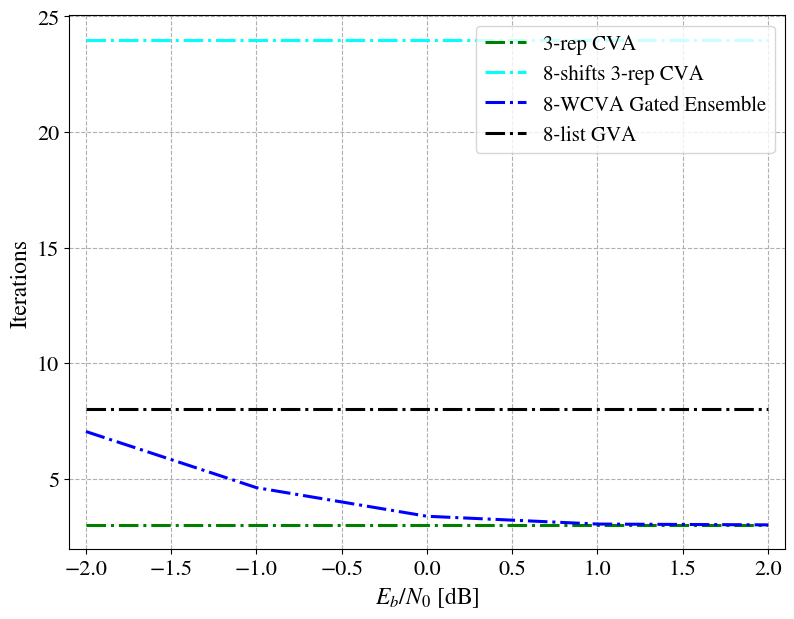 25
20
15
10
5
Iterations
−2.0
−1.5
−1.0
−0.5
0.0
0.5
1.0
1.5
2.0
E_b/N_0 [dB]
3-rep CVA
8-shifts 3-rep CVA
8-WCVA Gated Ensemble
8-list GVA